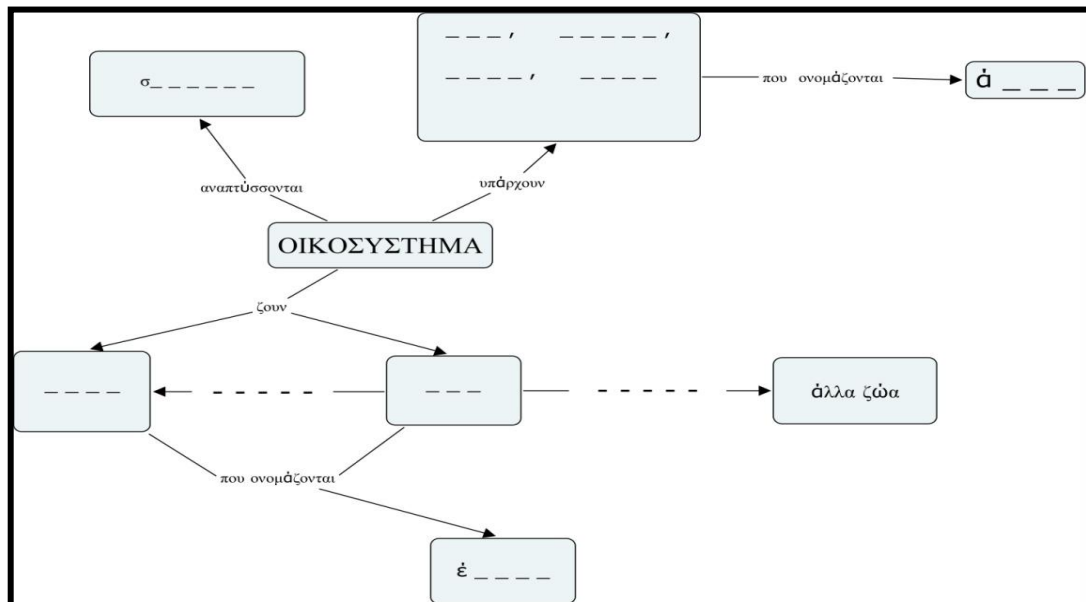 _ _ _ ,  _ _ _ _ _ ,
_ _ _ _ ,  _ _ _ _
σ_ _ _ _ _ _
που ονομάζονται
ά _ _ _
αναπτύσσονται
υπάρχουν
ΟΙΚΟΣΥΣΤΗΜΑ
ζουν
_ _ _ _
- - - - -
_ _ _
- - - - -
άλλα ζώα
που ονομάζονται
έ _ _ _ _